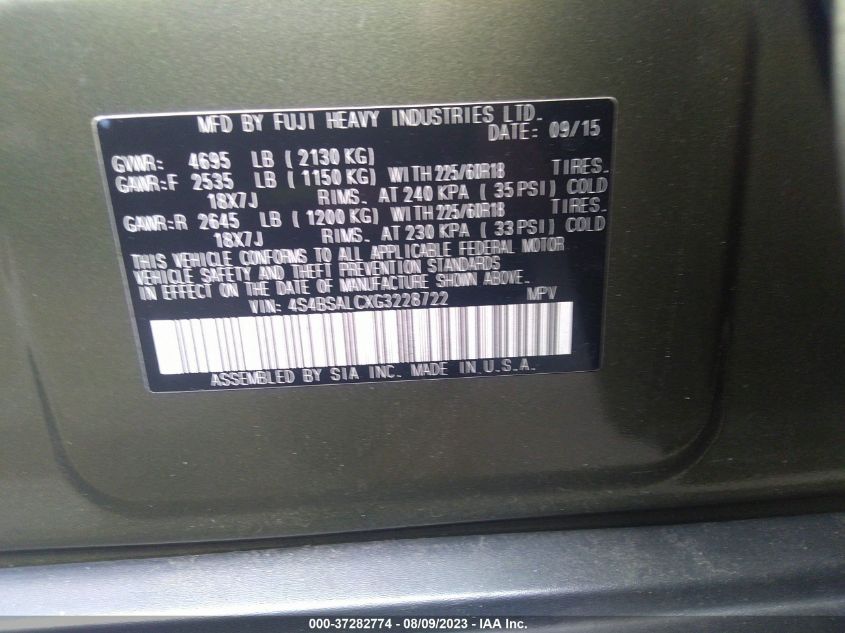 MFD BY FUJI HEAVY INDUSTRIES LTD.
DATE: 09/15
GVWR: 4695 LB ( 2130 KG)
GAWR:F 2535 LB ( 1150 KG) WITH 225/60R18 TIRES.
18X7J RIMS. AT 240 KPA ( 35 PSI) COLD
GAWR:R 2645 LB ( 1200 KG) WITH 225/60R18 TIRES.
18X7J RIMS. AT 230 KPA ( 33 PSI) COLD
THIS VEHICLE CONFORMS TO ALL APPLICABLE FEDERAL MOTOR
VEHICLE SAFETY AND THEFT PREVENTION STANDARDS
IN EFFECT ON THE DATE OF MANUFACTURE SHOWN ABOVE.
VIN: 4S4BSALCXG3228722 MPV
ASSEMBLED BY SIA INC. MADE IN U.S.A.
000-37282774 - 08/09/2023 - IAA Inc.